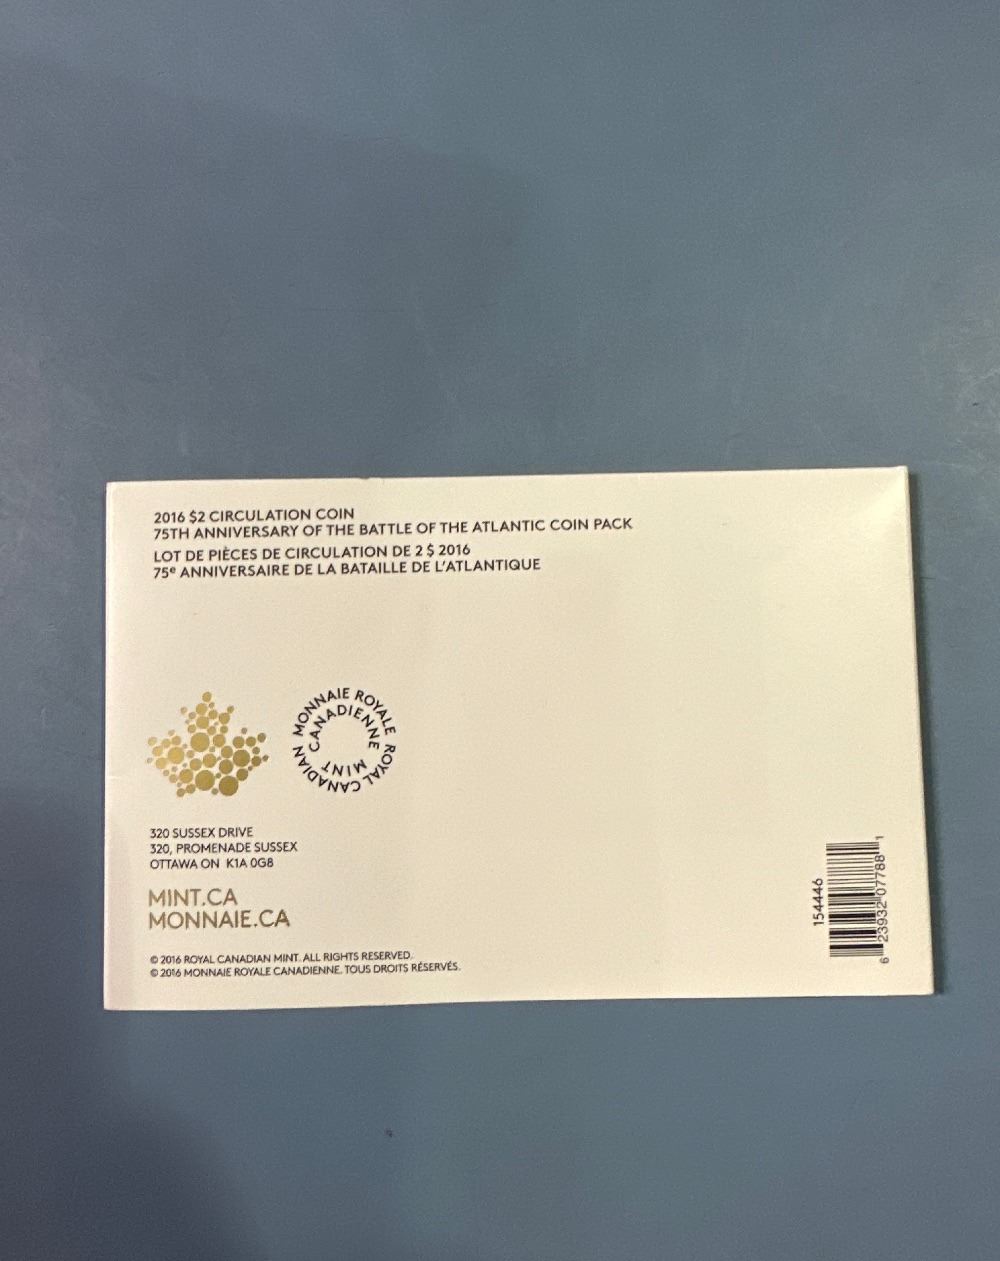 2016 $2 CIRCULATION COIN
75TH ANNIVERSARY OF THE BATTLE OF THE ATLANTIC COIN PACK
LOT DE PIÈCES DE CIRCULATION DE 2 $ 2016
75e ANNIVERSAIRE DE LA BATAILLE DE L'ATLANTIQUE
MONNAIE ROYALE
CANADIENNE
ROYAL CANADIAN
MINT
320 SUSSEX DRIVE
320, PROMENADE SUSSEX
OTTAWA ON K1A 0G8
MINT.CA
MONNAIE.CA
© 2016 ROYAL CANADIAN MINT. ALL RIGHTS RESERVED.
© 2016 MONNAIE ROYALE CANADIENNE. TOUS DROITS RÉSERVÉS.
154446
6 23932 07788 1